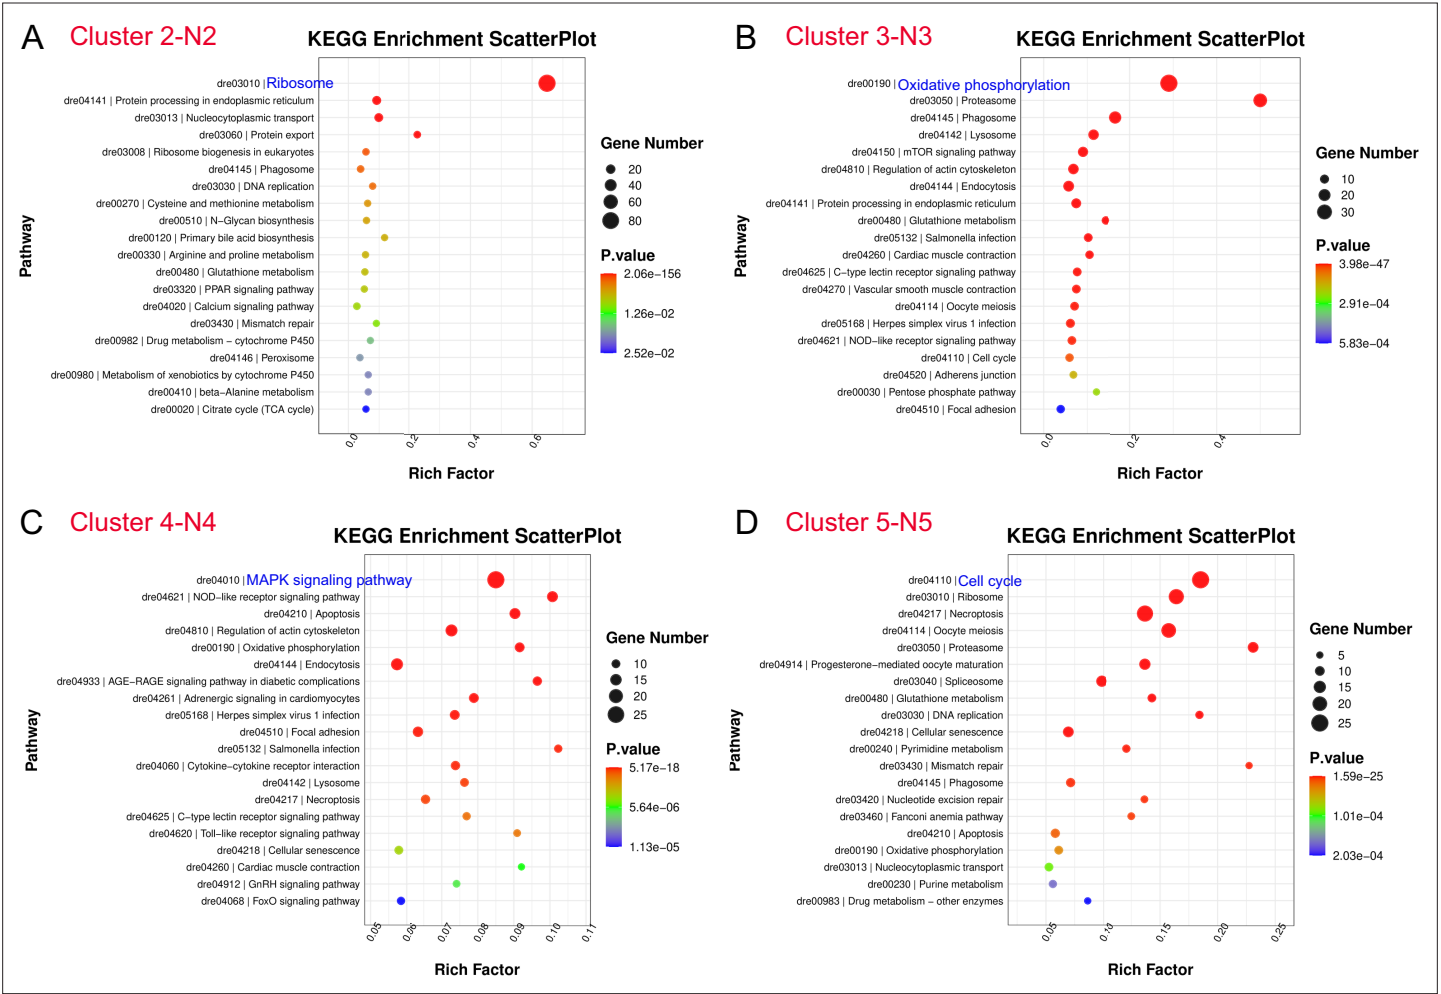 A Cluster 2-N2
KEGG Enrichment ScatterPlot
Pathway
dre03010 | Ribosome
dre04141 | Protein processing in endoplasmic reticulum
dre03013 | Nucleocytoplasmic transport
dre03060 | Protein export
dre03008 | Ribosome biogenesis in eukaryotes
dre04145 | Phagosome
dre03030 | DNA replication
dre00270 | Cysteine and methionine metabolism
dre00510 | N−Glycan biosynthesis
dre00120 | Primary bile acid biosynthesis
dre00330 | Arginine and proline metabolism
dre00480 | Glutathione metabolism
dre03320 | PPAR signaling pathway
dre04020 | Calcium signaling pathway
dre03430 | Mismatch repair
dre00982 | Drug metabolism − cytochrome P450
dre04146 | Peroxisome
dre00980 | Metabolism of xenobiotics by cytochrome P450
dre00410 | beta−Alanine metabolism
dre00020 | Citrate cycle (TCA cycle)
0.0 0.2 0.4 0.6
Rich Factor
Gene Number
20
40
60
80
P.value
2.06e−156
1.26e−02
2.52e−02
B Cluster 3-N3
KEGG Enrichment ScatterPlot
Pathway
dre00190 | Oxidative phosphorylation
dre03050 | Proteasome
dre04145 | Phagosome
dre04142 | Lysosome
dre04150 | mTOR signaling pathway
dre04810 | Regulation of actin cytoskeleton
dre04144 | Endocytosis
dre04141 | Protein processing in endoplasmic reticulum
dre00480 | Glutathione metabolism
dre05132 | Salmonella infection
dre04260 | Cardiac muscle contraction
dre04625 | C−type lectin receptor signaling pathway
dre04270 | Vascular smooth muscle contraction
dre04114 | Oocyte meiosis
dre05168 | Herpes simplex virus 1 infection
dre04621 | NOD−like receptor signaling pathway
dre04110 | Cell cycle
dre04520 | Adherens junction
dre00030 | Pentose phosphate pathway
dre04510 | Focal adhesion
0.0 0.2 0.4
Rich Factor
Gene Number
10
20
30
P.value
3.98e−47
2.91e−04
5.83e−04
C Cluster 4-N4
KEGG Enrichment ScatterPlot
Pathway
dre04010 | MAPK signaling pathway
dre04621 | NOD−like receptor signaling pathway
dre04210 | Apoptosis
dre04810 | Regulation of actin cytoskeleton
dre00190 | Oxidative phosphorylation
dre04144 | Endocytosis
dre04933 | AGE−RAGE signaling pathway in diabetic complications
dre04261 | Adrenergic signaling in cardiomyocytes
dre05168 | Herpes simplex virus 1 infection
dre04510 | Focal adhesion
dre05132 | Salmonella infection
dre04060 | Cytokine−cytokine receptor interaction
dre04142 | Lysosome
dre04217 | Necroptosis
dre04625 | C−type lectin receptor signaling pathway
dre04620 | Toll−like receptor signaling pathway
dre04218 | Cellular senescence
dre04260 | Cardiac muscle contraction
dre04912 | GnRH signaling pathway
dre04068 | FoxO signaling pathway
0.05 0.06 0.07 0.08 0.09 0.10 0.11
Rich Factor
Gene Number
10
15
20
25
P.value
5.17e−18
5.64e−06
1.13e−05
D Cluster 5-N5
KEGG Enrichment ScatterPlot
Pathway
dre04110 | Cell cycle
dre03010 | Ribosome
dre04217 | Necroptosis
dre04114 | Oocyte meiosis
dre03050 | Proteasome
dre04914 | Progesterone−mediated oocyte maturation
dre03040 | Spliceosome
dre00480 | Glutathione metabolism
dre03030 | DNA replication
dre04218 | Cellular senescence
dre00240 | Pyrimidine metabolism
dre03430 | Mismatch repair
dre04145 | Phagosome
dre03420 | Nucleotide excision repair
dre03460 | Fanconi anemia pathway
dre04210 | Apoptosis
dre00190 | Oxidative phosphorylation
dre03013 | Nucleocytoplasmic transport
dre00230 | Purine metabolism
dre00983 | Drug metabolism − other enzymes
0.05 0.10 0.15 0.20 0.25
Rich Factor
Gene Number
5
10
15
20
25
P.value
1.59e−25
1.01e−04
2.03e−04